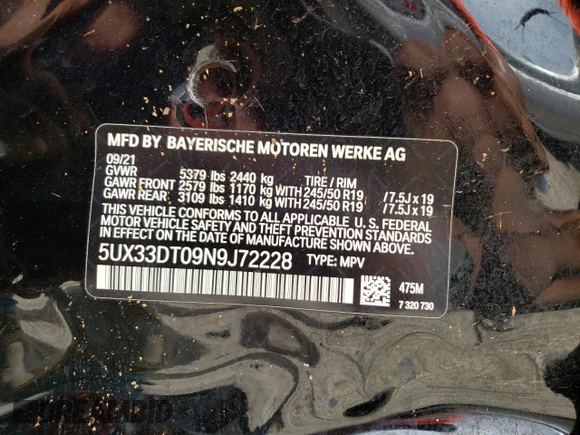 MFD BY BAYERISCHE MOTOREN WERKE AG
09/21
GVWR 5379 lbs 2440 kg TIRE / RIM
GAWR FRONT 2579 lbs 1170 kg WITH 245/50 R19 / 7.5J x 19
GAWR REAR 3109 lbs 1410 kg WITH 245/50 R19 / 7.5J x 19
THIS VEHICLE CONFORMS TO ALL APPLICABLE U. S. FEDERAL
MOTOR VEHICLE SAFETY AND THEFT PREVENTION STANDARDS
IN EFFECT ON THE DATE OF MANUFACTURE SHOWN ABOVE.
5UX33DT09N9J72228 TYPE: MPV
475M
7 320 730